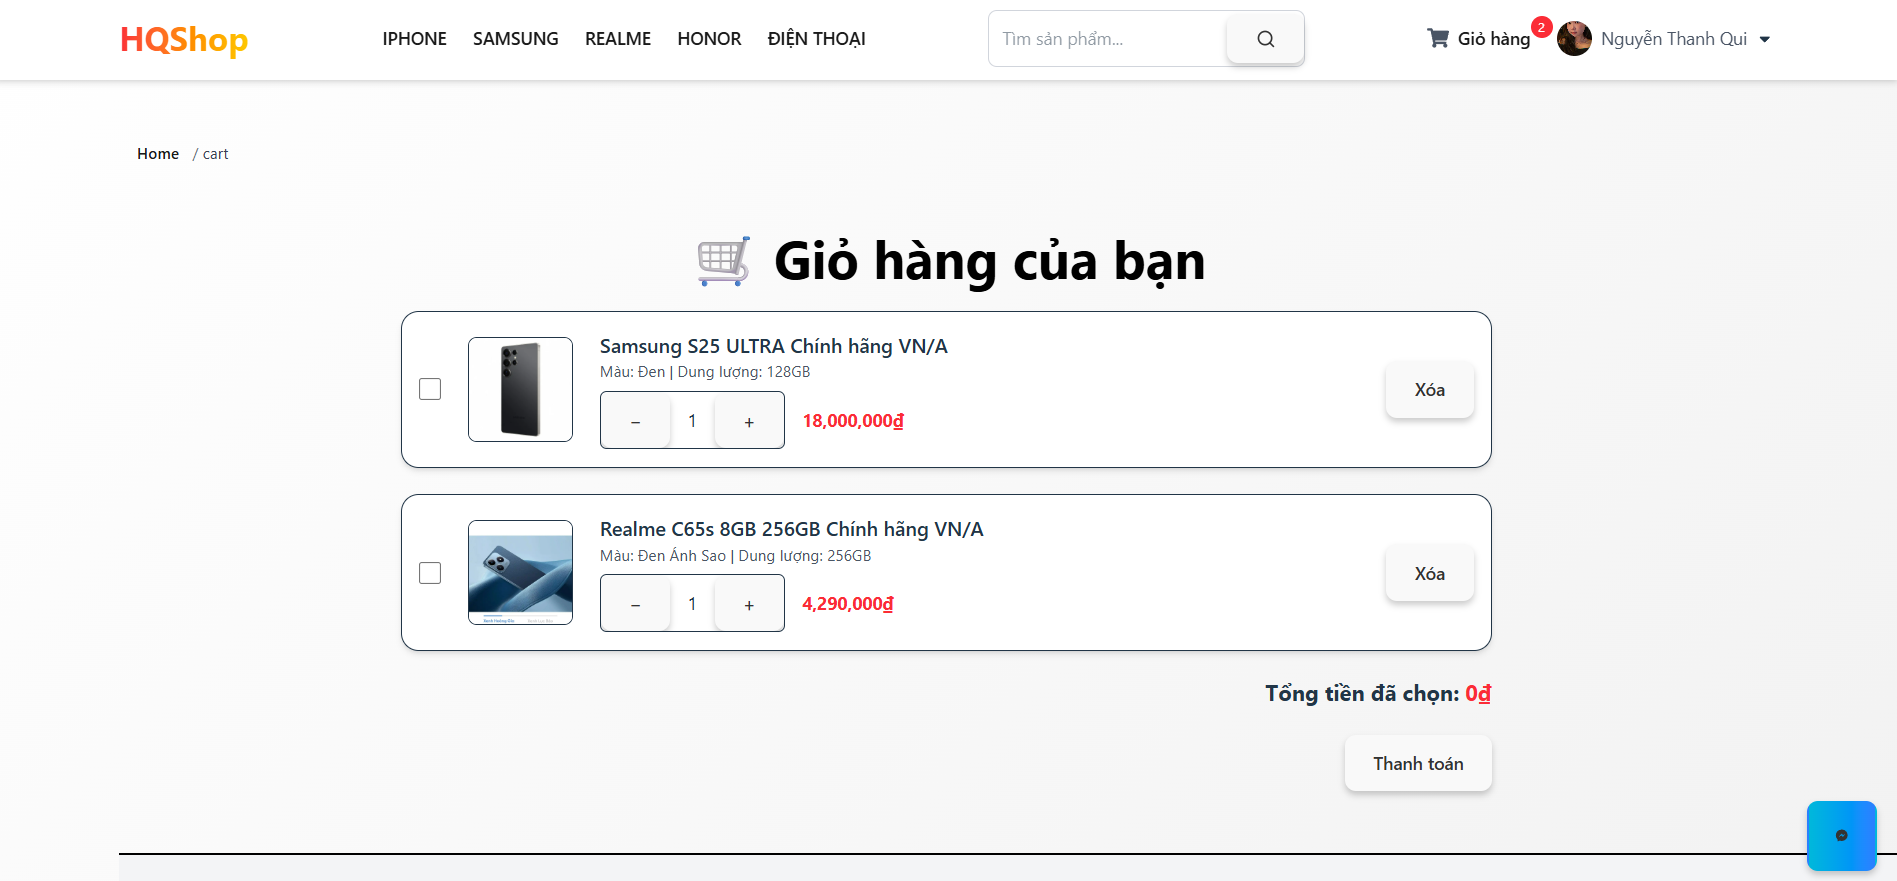 HQShop
IPHONE SAMSUNG REALME HONOR ĐIỆN THOẠI
Tìm sản phẩm...
Giỏ hàng 2
Nguyễn Thanh Qui
Home / cart
Giỏ hàng của bạn
Samsung S25 ULTRA Chính hãng VN/A
Màu: Đen | Dung lượng: 128GB
− 1 + 18,000,000₫
Xóa
Realme C65s 8GB 256GB Chính hãng VN/A
Màu: Đen Ánh Sao | Dung lượng: 256GB
− 1 + 4,290,000₫
Xóa
Tổng tiền đã chọn: 0₫
Thanh toán